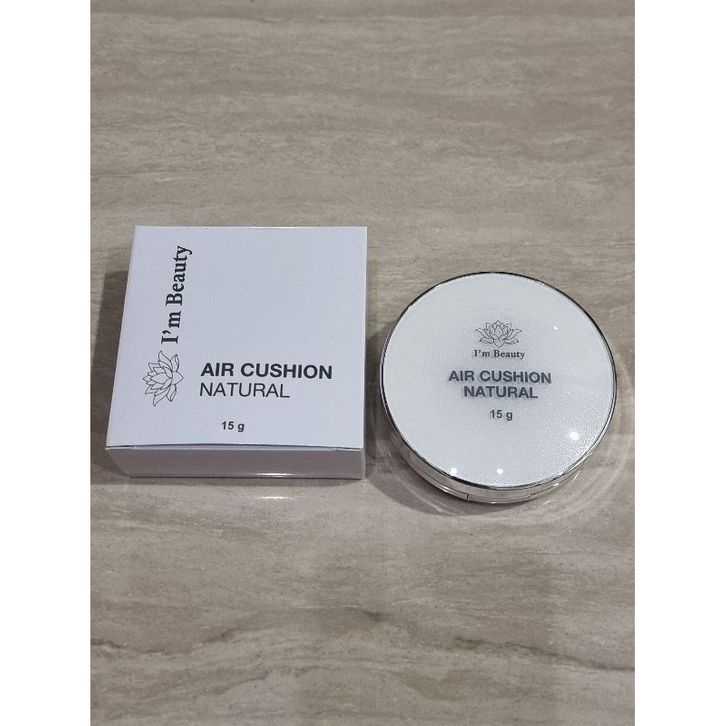 I'm Beauty
AIR CUSHION
NATURAL
15 g
I'm Beauty
AIR CUSHION
NATURAL
15 g